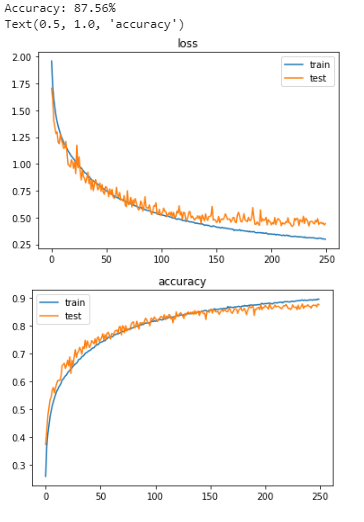 Accuracy: 87.56%
Text(0.5, 1.0, 'accuracy')
loss
train
test
2.00
1.75
1.50
1.25
1.00
0.75
0.50
0.25
0 50 100 150 200 250
accuracy
train
test
0.9
0.8
0.7
0.6
0.5
0.4
0.3
0 50 100 150 200 250